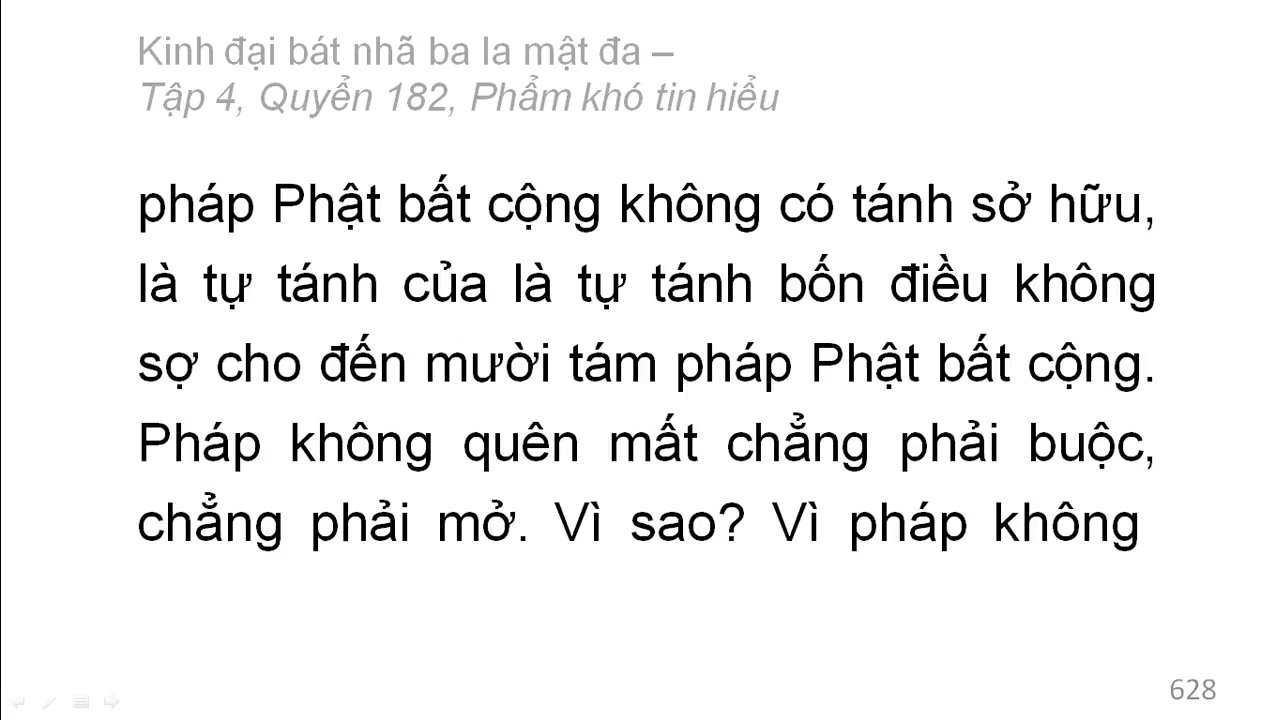 Kinh đại bát nhã ba la mật đa –
Tập 4, Quyển 182, Phẩm khó tin hiểu
pháp Phật bất cộng không có tánh sở hữu,
là tự tánh của là tự tánh bốn điều không
sợ cho đến mười tám pháp Phật bất cộng.
Pháp không quên mất chẳng phải buộc,
chẳng phải mở. Vì sao? Vì pháp không
628